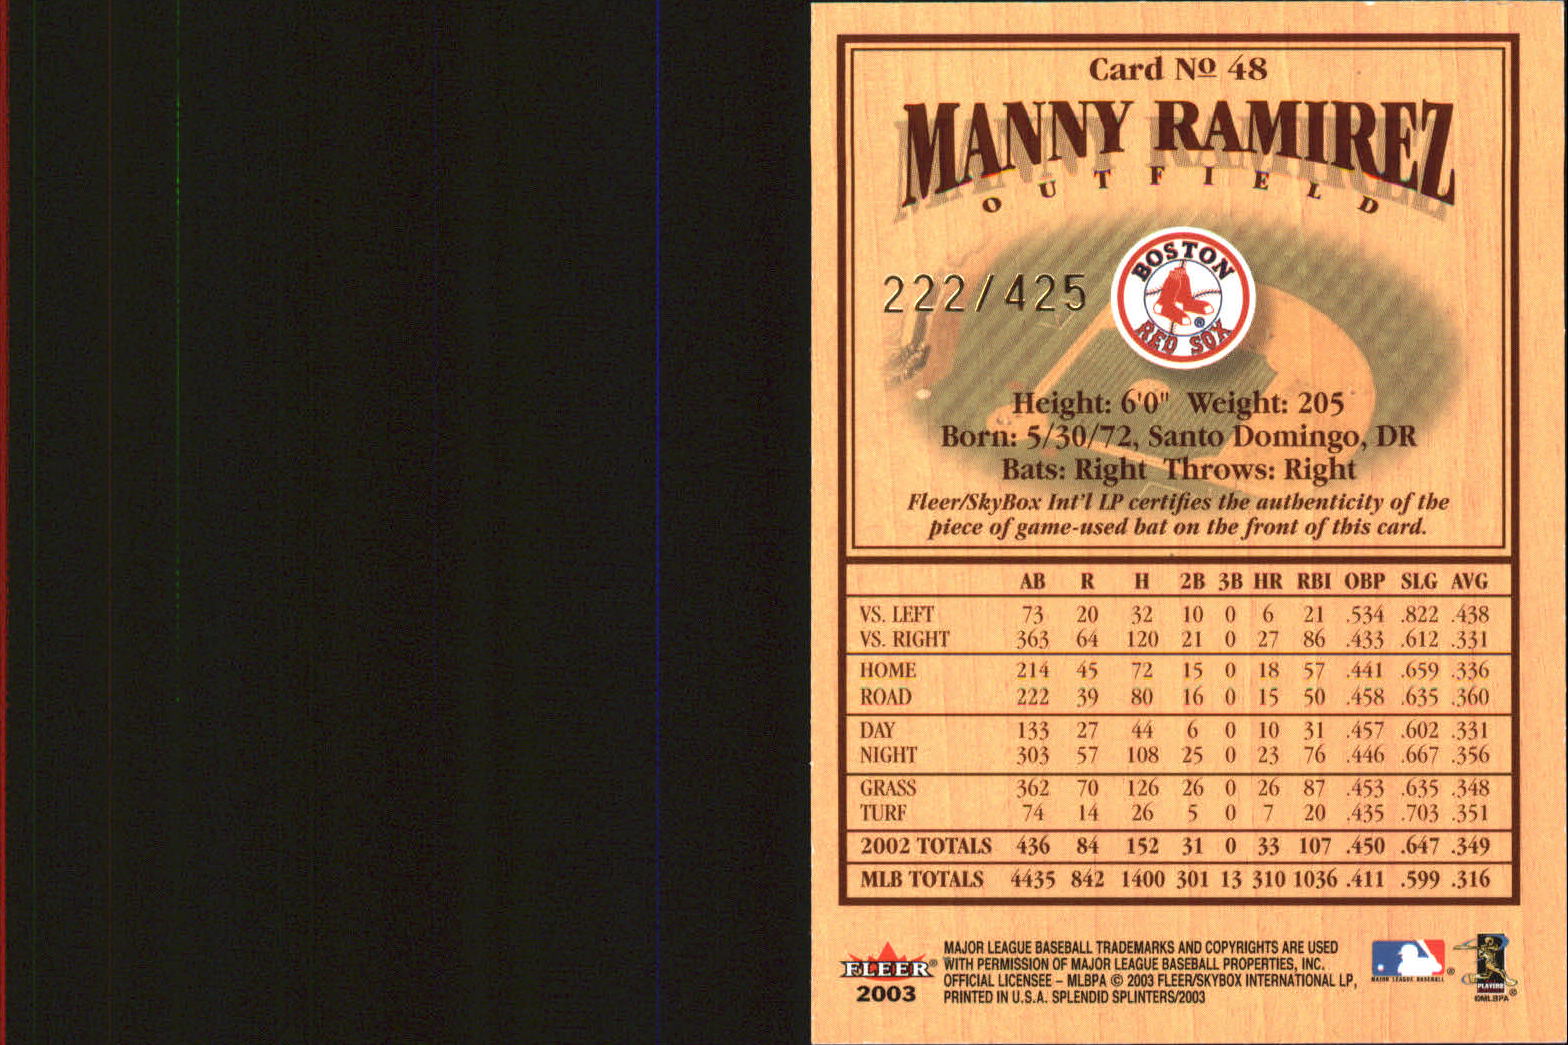 Card Nº 48
MANNY RAMIREZ
OUTFIELD
222/425
BOSTON
RED SOX
®
Height: 6'0" Weight: 205
Born: 5/30/72, Santo Domingo, DR
Bats: Right Throws: Right
Fleer/SkyBox Int'l LP certifies the authenticity of the
piece of game-used bat on the front of this card.
AB R H 2B 3B HR RBI OBP SLG AVG
VS. LEFT 73 20 32 10 0 6 21 .534 .822 .438
VS. RIGHT 363 64 120 21 0 27 86 .433 .612 .331
HOME 214 45 72 15 0 18 57 .441 .659 .336
ROAD 222 39 80 16 0 15 50 .458 .635 .360
DAY 133 27 44 6 0 10 31 .457 .602 .331
NIGHT 303 57 108 25 0 23 76 .446 .667 .356
GRASS 362 70 126 26 0 26 87 .453 .635 .348
TURF 74 14 26 5 0 7 20 .435 .703 .351
2002 TOTALS 436 84 152 31 0 33 107 .450 .647 .349
MLB TOTALS 4435 842 1400 301 13 310 1036 .411 .599 .316
FLEER®
2003
MAJOR LEAGUE BASEBALL TRADEMARKS AND COPYRIGHTS ARE USED
WITH PERMISSION OF MAJOR LEAGUE BASEBALL PROPERTIES, INC.
OFFICIAL LICENSEE – MLBPA © 2003 FLEER/SKYBOX INTERNATIONAL LP,
PRINTED IN U.S.A. SPLENDID SPLINTERS/2003
MAJOR LEAGUE BASEBALL ®
PLAYERS
©MLBPA ®